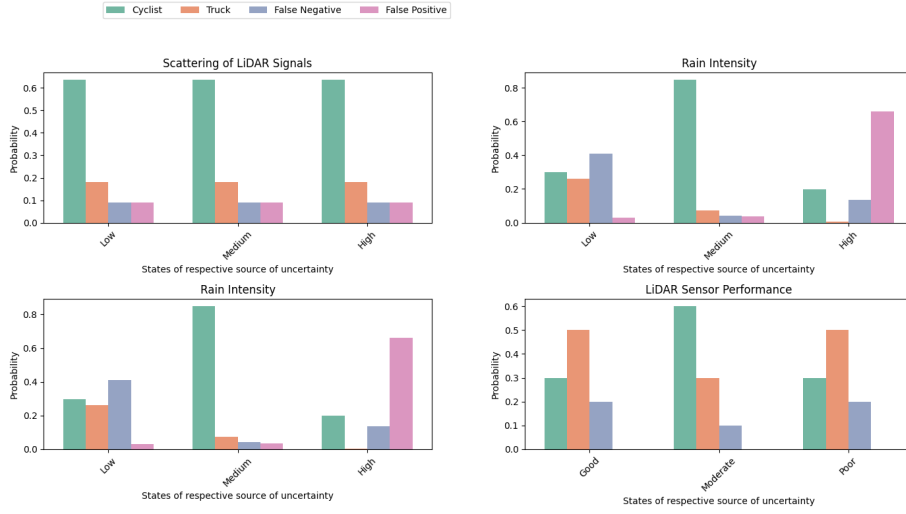 Cyclist Truck False Negative False Positive
Scattering of LiDAR Signals
Probability
0.6
0.5
0.4
0.3
0.2
0.1
0.0
Low Medium High
States of respective source of uncertainty
Rain Intensity
Probability
0.8
0.6
0.4
0.2
0.0
Low Medium High
States of respective source of uncertainty
Rain Intensity
Probability
0.8
0.6
0.4
0.2
0.0
Low Medium High
States of respective source of uncertainty
LiDAR Sensor Performance
Probability
0.6
0.5
0.4
0.3
0.2
0.1
0.0
Good Moderate Poor
States of respective source of uncertainty